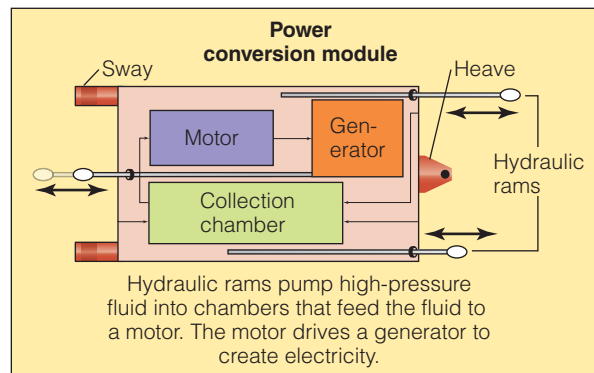 Power
conversion module
Sway
Heave
Motor
Gen-
erator
Hydraulic
rams
Collection
chamber
Hydraulic rams pump high-pressure
fluid into chambers that feed the fluid to
a motor. The motor drives a generator to
create electricity.